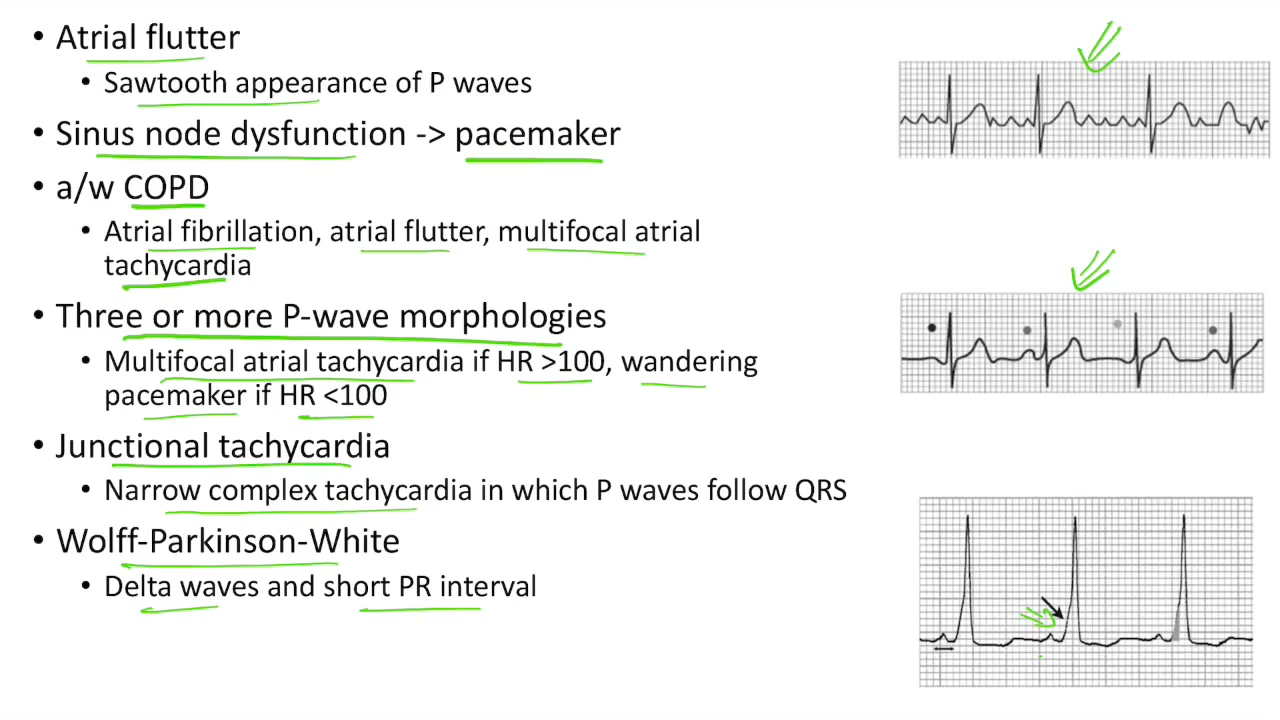 • Atrial flutter
• Sawtooth appearance of P waves
• Sinus node dysfunction -> pacemaker
• a/w COPD
• Atrial fibrillation, atrial flutter, multifocal atrial
tachycardia
• Three or more P-wave morphologies
• Multifocal atrial tachycardia if HR >100, wandering
pacemaker if HR <100
• Junctional tachycardia
• Narrow complex tachycardia in which P waves follow QRS
• Wolff-Parkinson-White
• Delta waves and short PR interval